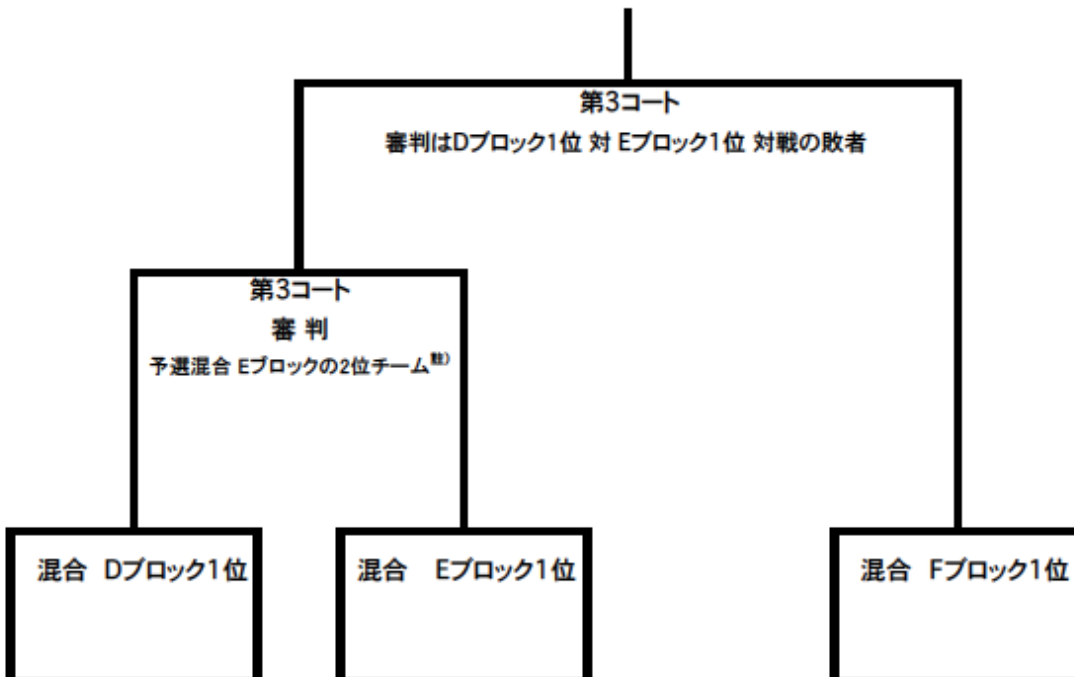 第3コート
審判はDブロック1位 対 Eブロック1位 対戦の敗者
第3コート
審 判
予選混合 Eブロックの2位チーム註)
混合 Dブロック1位
混合 Eブロック1位
混合 Fブロック1位